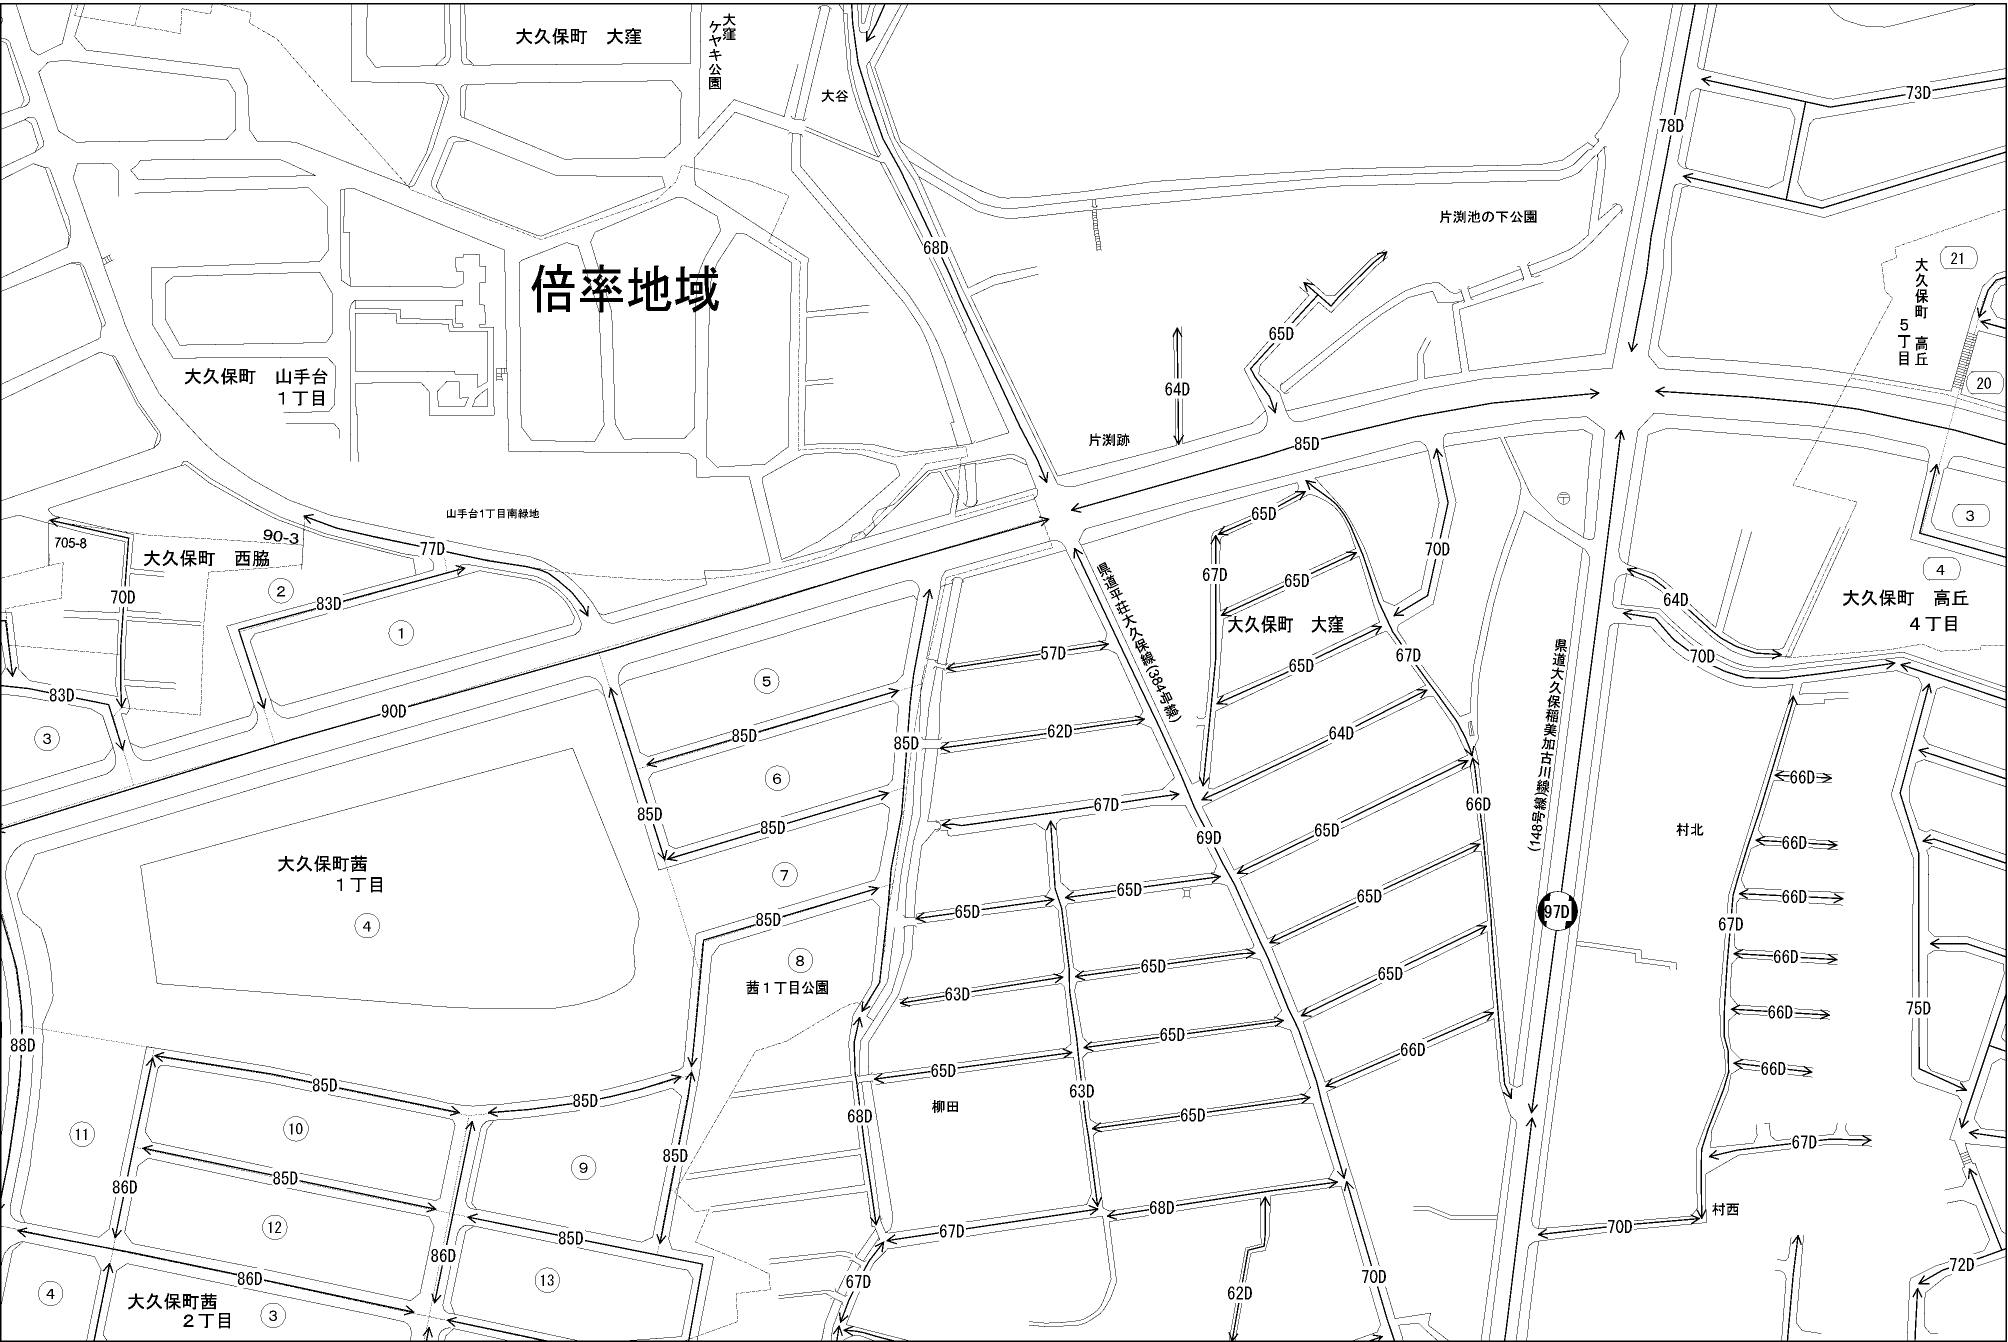 大久保町　大窪
大窪
ケヤキ公園
大谷
73D
78D
片渕池の下公園
68D
倍率地域
21
大久保町　高丘
5丁目
65D
大久保町　山手台
1丁目
64D
20
片渕跡
85D
山手台1丁目南緑地
65D
〒
3
90-3
705-8
大久保町　西脇
77D
70D
67D
65D
4
2
70D
83D
64D
大久保町　高丘
4丁目
県道平荘大久保線(384号線)
大久保町　大窪
1
57D
65D
67D
70D
県道大久保稲美加古川線
(148号線)
5
83D
90D
3
85D
85D
62D
64D
6
66D
66D
67D
85D
85D
69D
65D
村北
66D
大久保町茜
1丁目
7
65D
65D
66D
4
85D
65D
97D
67D
8
茜1丁目公園
65D
65D
66D
63D
75D
66D
88D
65D
66D
65D
66D
85D
85D
63D
柳田
68D
65D
11
10
67D
9
85D
85D
86D
68D
村西
12
67D
70D
85D
86D
72D
86D
13
67D
70D
62D
4
大久保町茜
2丁目
3